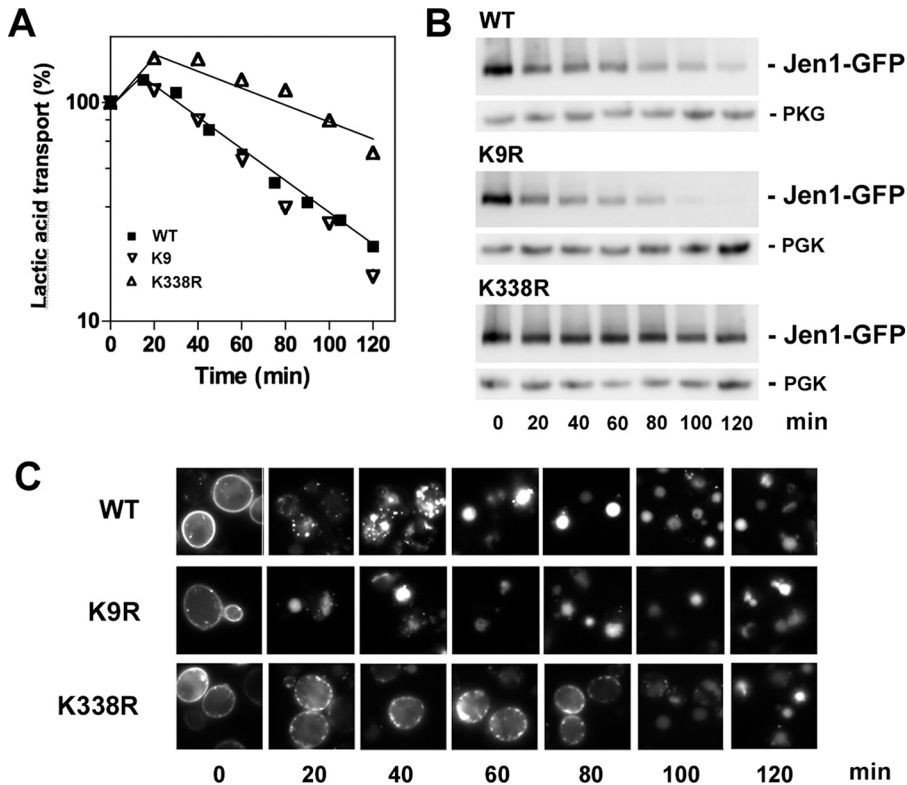 A
Lactic acid transport (%)
100
10
WT
K9
K338R
0 20 40 60 80 100 120
Time (min)
B
WT
- Jen1-GFP
- PKG
K9R
- Jen1-GFP
- PGK
K338R
- Jen1-GFP
- PGK
0 20 40 60 80 100 120 min
C
WT
K9R
K338R
0 20 40 60 80 100 120 min